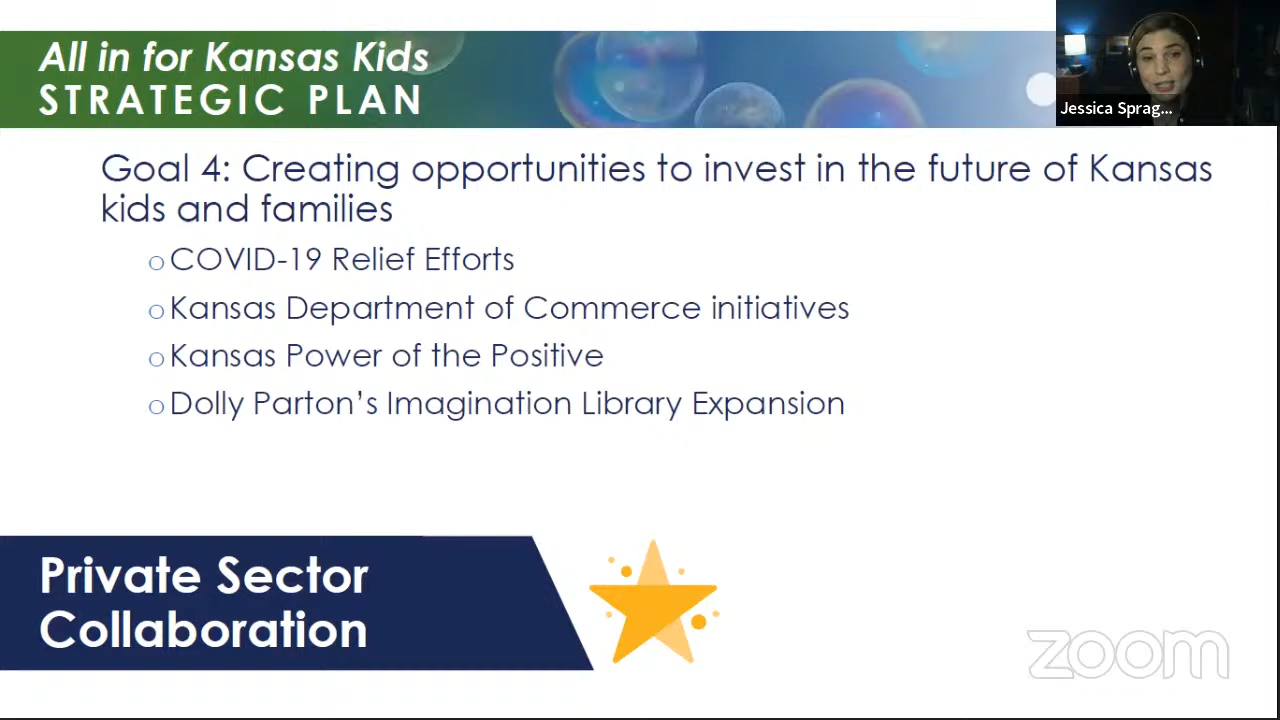 All in for Kansas Kids
STRATEGIC PLAN
Jessica Sprag...
Goal 4: Creating opportunities to invest in the future of Kansas
kids and families
o COVID-19 Relief Efforts
o Kansas Department of Commerce initiatives
o Kansas Power of the Positive
o Dolly Parton’s Imagination Library Expansion
Private Sector
Collaboration
zoom